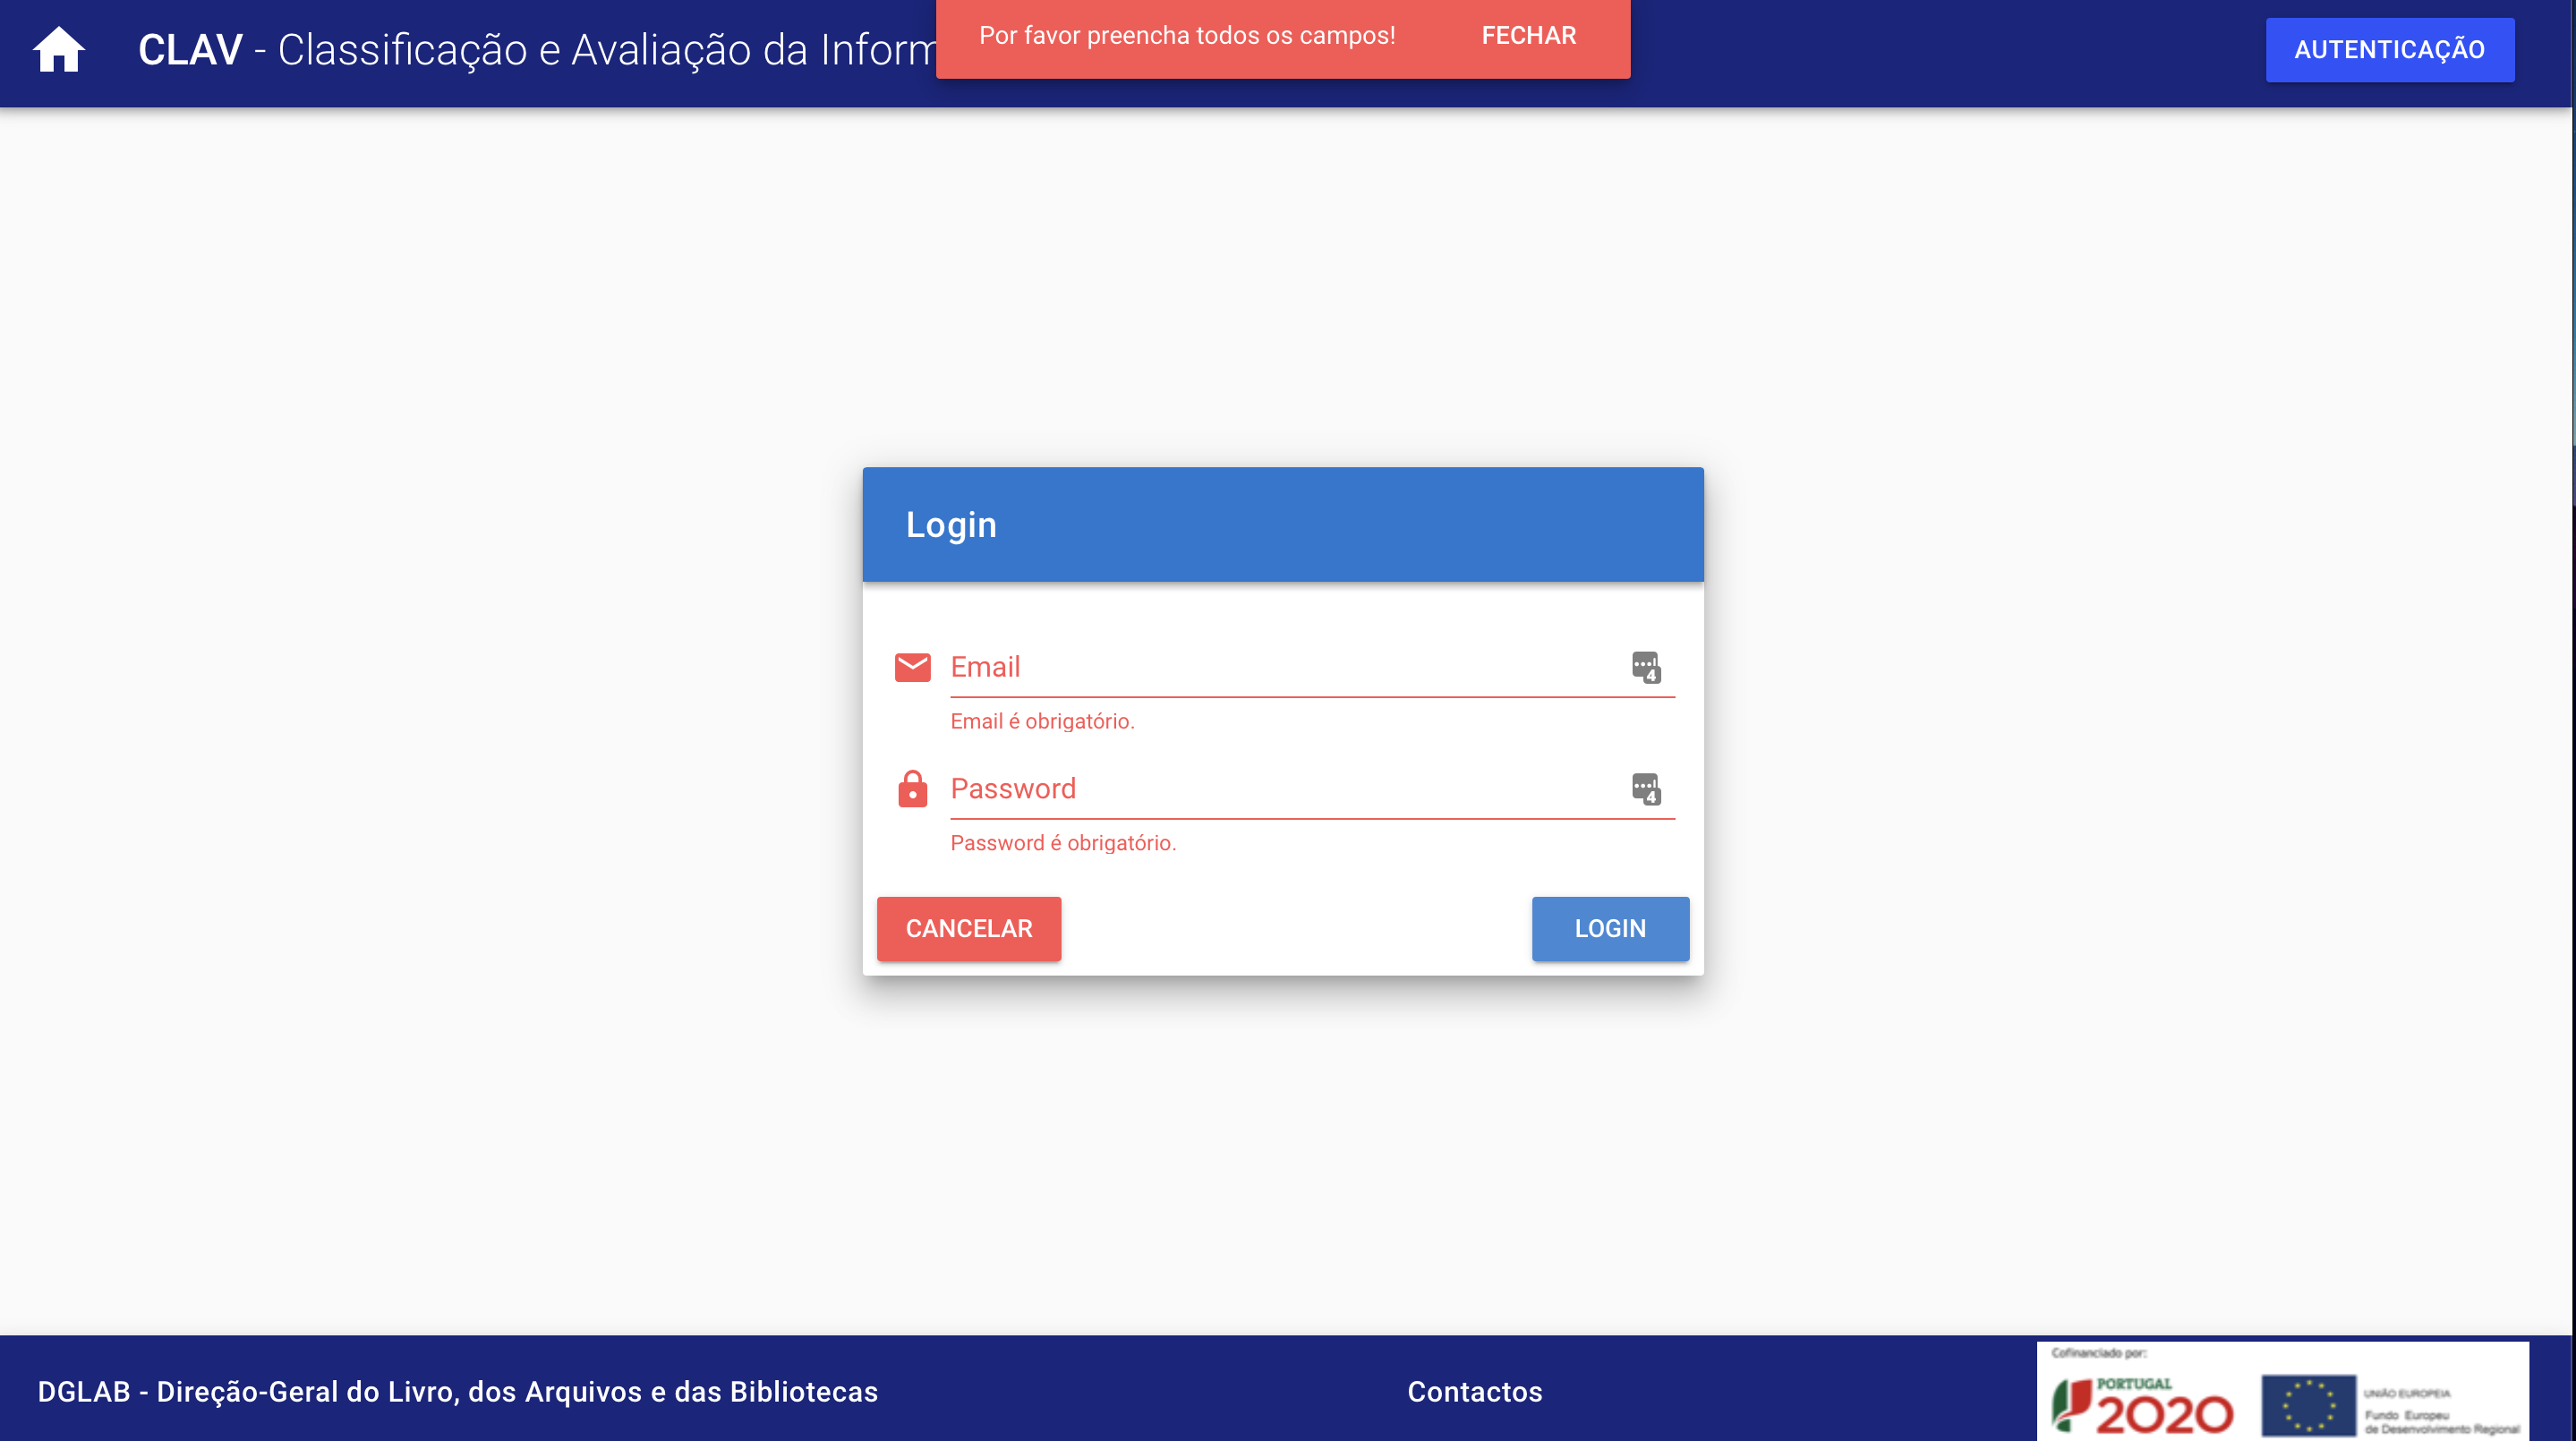 CLAV - Classificação e Avaliação da Inform
Por favor preencha todos os campos! FECHAR
AUTENTICAÇÃO
Login
Email
4
Email é obrigatório.
Password
4
Password é obrigatório.
CANCELAR LOGIN
DGLAB - Direção-Geral do Livro, dos Arquivos e das Bibliotecas
Contactos
Cofinanciado por:
PORTUGAL
2020
UNIÃO EUROPEIA
Fundo Europeu
de Desenvolvimento Regional